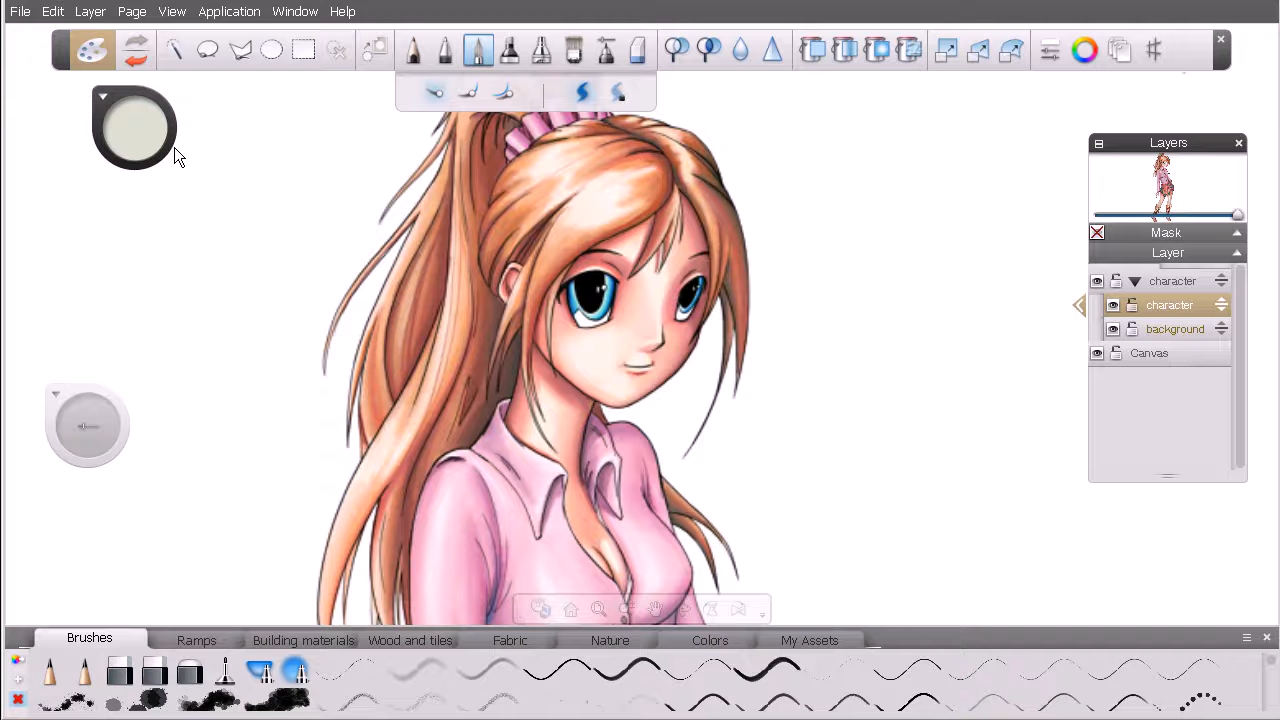 File Edit Layer Page View Application Window Help
Layers
Mask
Layer
character
character
background
Canvas
Brushes Ramps Building materials Wood and tiles Fabric Nature Colors My Assets